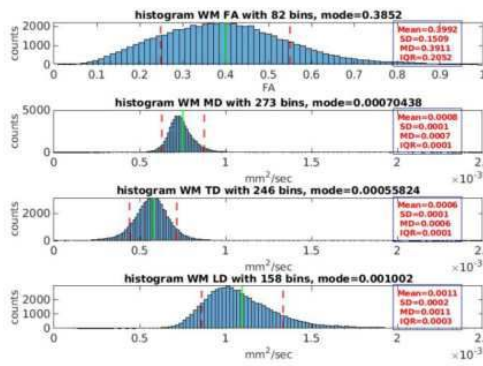 histogram WM FA with 82 bins, mode=0.3852
counts
2000
1000
0
0 0.1 0.2 0.3 0.4 0.5 0.6 0.7 0.8 0.9 1
FA
Mean=0.3992
SD=0.1509
MD=0.3911
IQR=0.2052
histogram WM MD with 273 bins, mode=0.00070438
counts
5000
0
0 0.5 1 1.5 2
mm²/sec
×10⁻³
Mean=0.0008
SD=0.0001
MD=0.0007
IQR=0.0001
histogram WM TD with 246 bins, mode=0.00055824
counts
2000
0
0 0.5 1 1.5 2
mm²/sec
×10⁻³
Mean=0.0006
SD=0.0001
MD=0.0006
IQR=0.0001
histogram WM LD with 158 bins, mode=0.001002
counts
2000
0
0 0.5 1 1.5 2
mm²/sec
×10⁻³
Mean=0.0011
SD=0.0002
MD=0.0011
IQR=0.0003